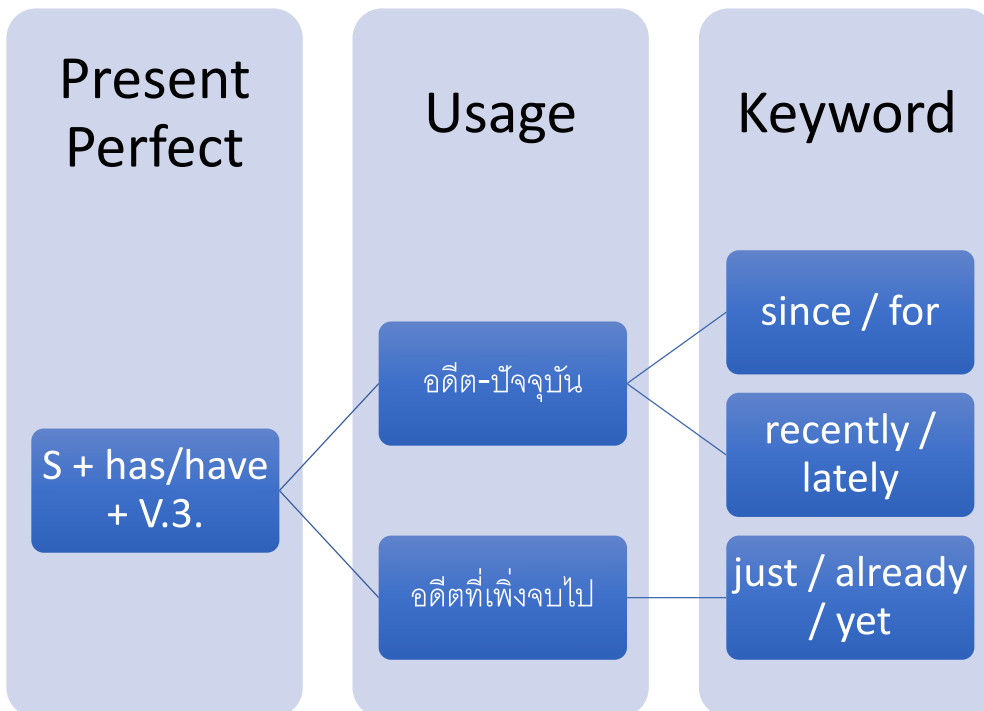 Present
Perfect
Usage
Keyword
S + has/have
+ V.3.
อดีต-ปัจจุบัน
อดีตที่เพิ่งจบไป
since / for
recently /
lately
just / already
/ yet